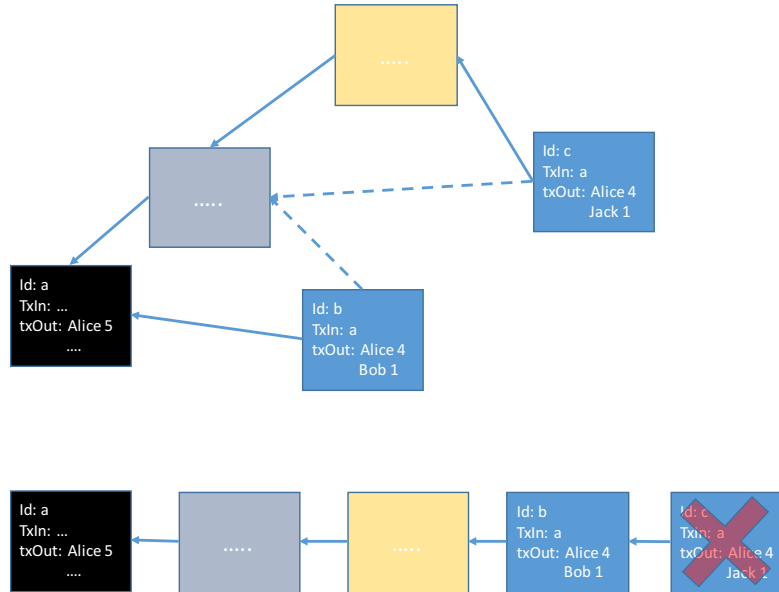 .....
Id: c
TxIn: a
txOut: Alice 4
Jack 1
.....
Id: a
TxIn: ...
txOut: Alice 5
....
Id: b
TxIn: a
txOut: Alice 4
Bob 1
Id: a
TxIn: ...
txOut: Alice 5
....
.....
.....
Id: b
TxIn: a
txOut: Alice 4
Bob 1
Id: c
TxIn: a
txOut: Alice 4
Jack 1